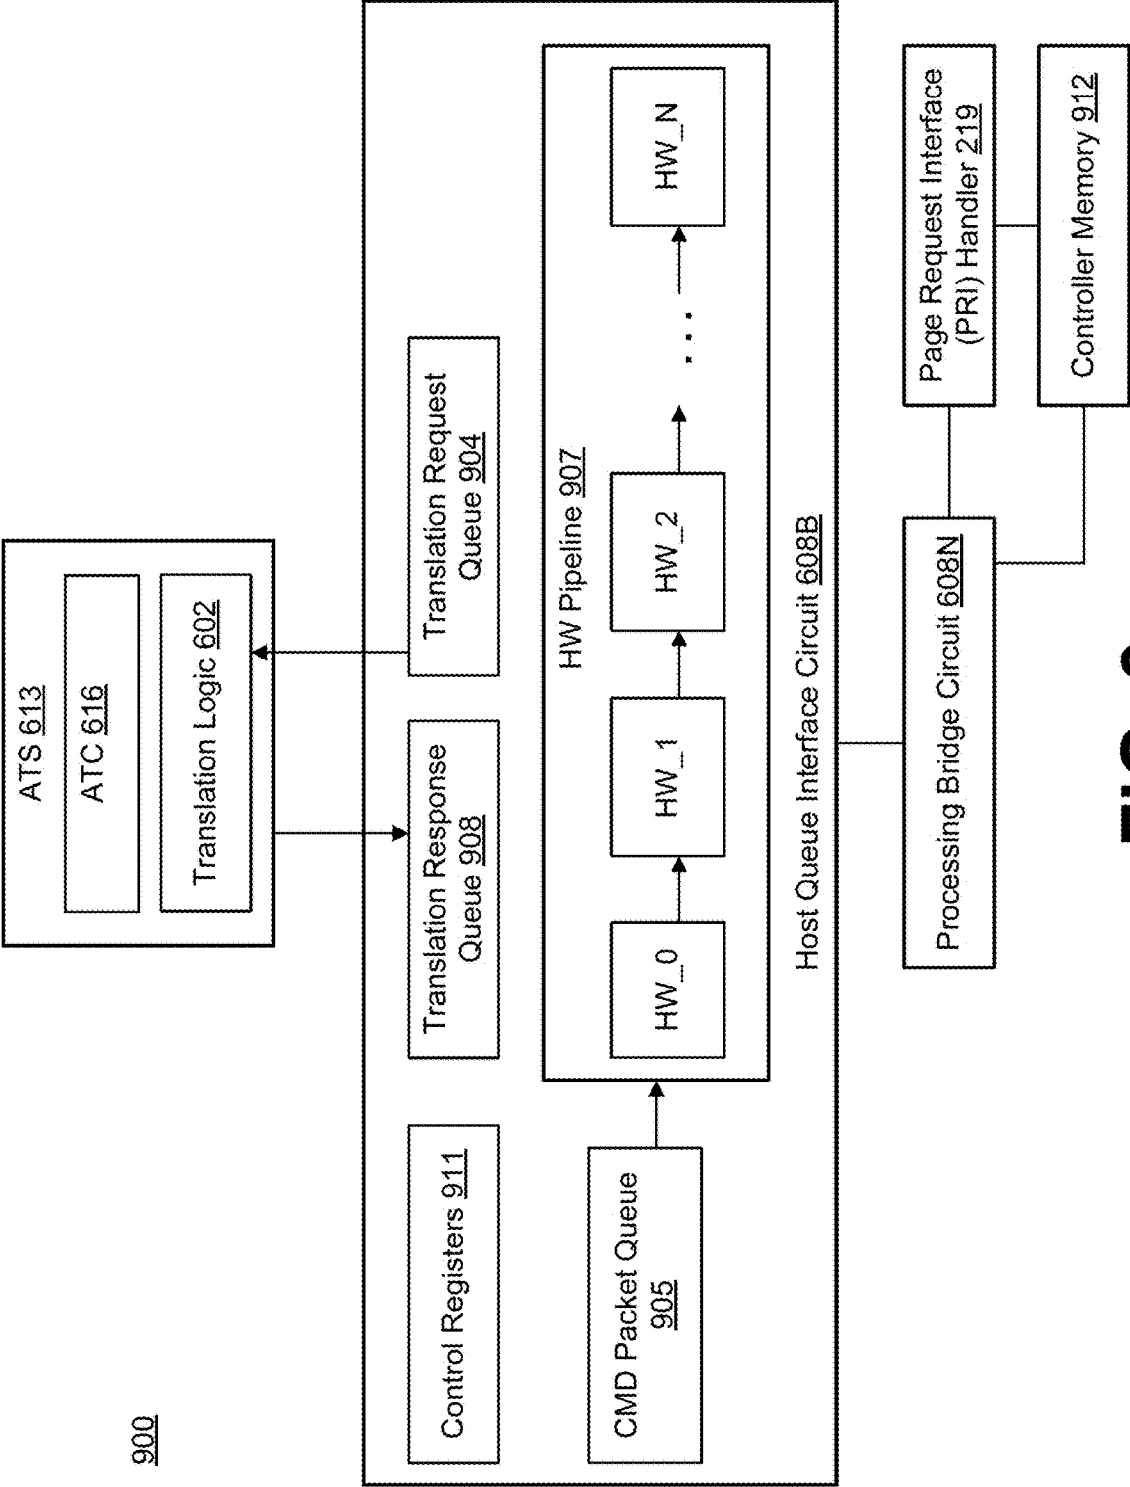 900
ATS 613
ATC 616
Translation Logic 602
Control Registers 911
Translation Response
Queue 908
Translation Request
Queue 904
CMD Packet Queue
905
HW Pipeline 907
HW_0
HW_1
HW_2
...
HW_N
Host Queue Interface Circuit 608B
Processing Bridge Circuit 608N
Page Request Interface
(PRI) Handler 219
Controller Memory 912